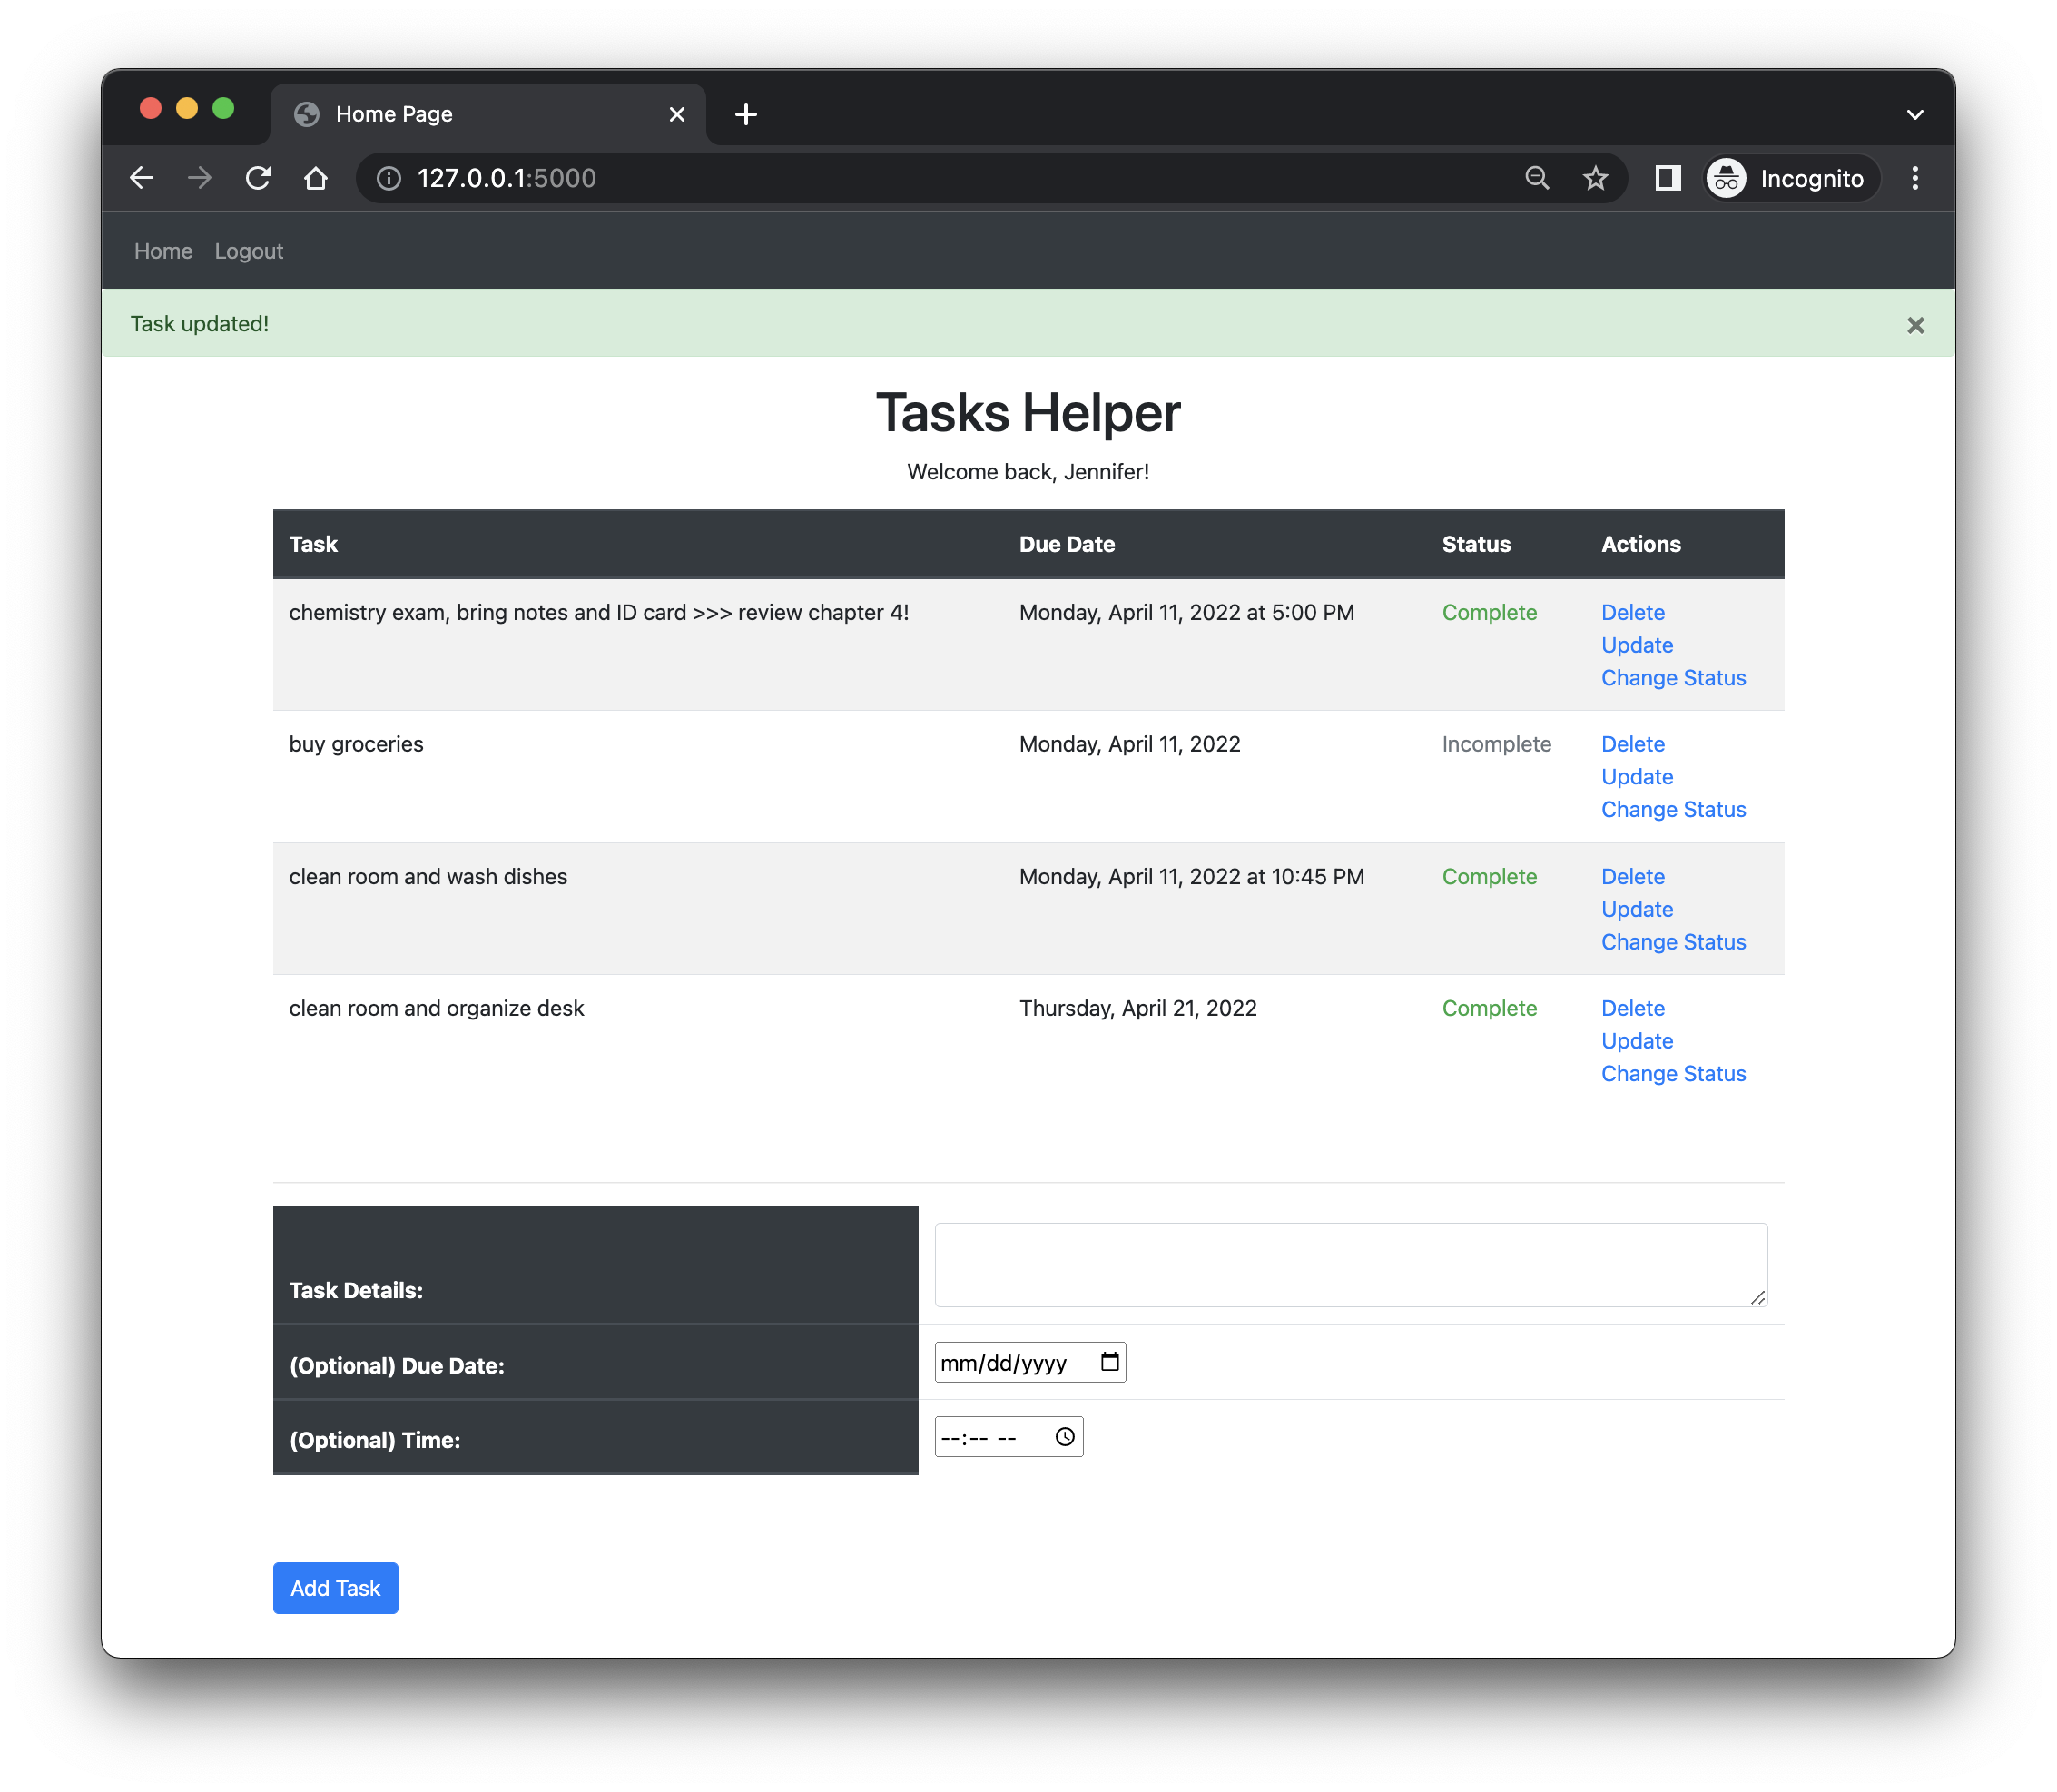 Home Page
127.0.0.1:5000
Incognito
Home Logout
Task updated!
Tasks Helper
Welcome back, Jennifer!
Task Due Date Status Actions
chemistry exam, bring notes and ID card >>> review chapter 4! Monday, April 11, 2022 at 5:00 PM Complete Delete
Update
Change Status
buy groceries Monday, April 11, 2022 Incomplete Delete
Update
Change Status
clean room and wash dishes Monday, April 11, 2022 at 10:45 PM Complete Delete
Update
Change Status
clean room and organize desk Thursday, April 21, 2022 Complete Delete
Update
Change Status
Task Details:
(Optional) Due Date: mm/dd/yyyy
(Optional) Time: --:-- --
Add Task